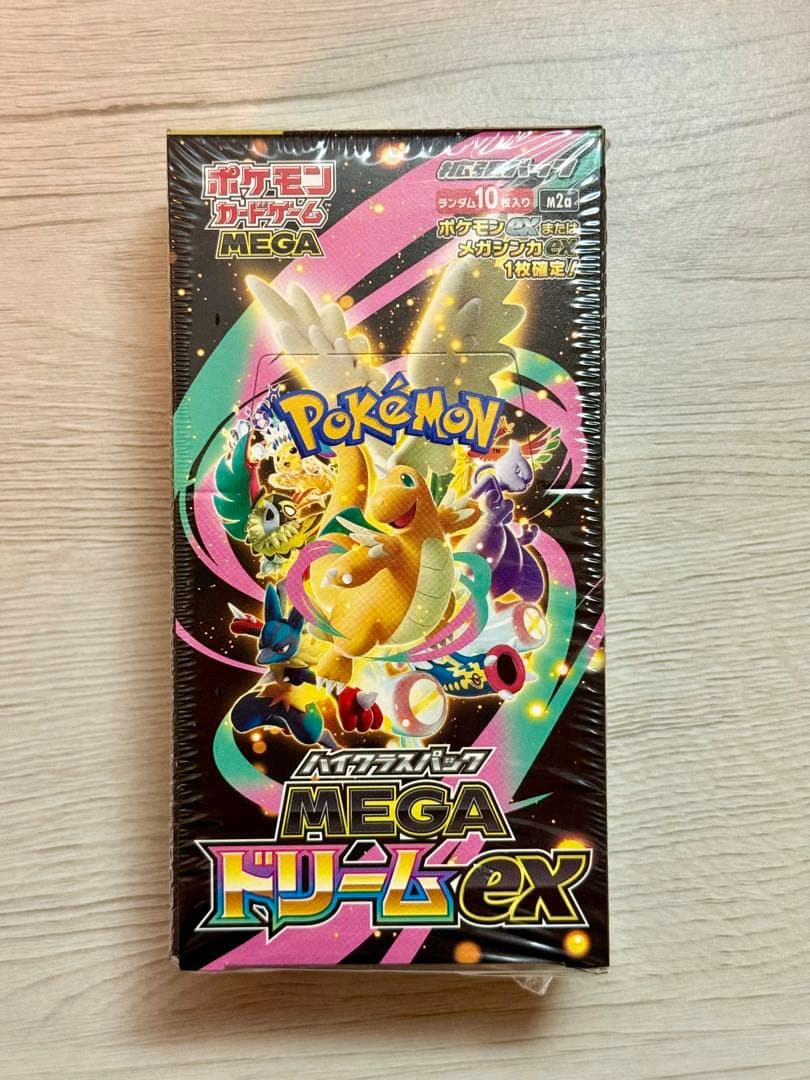 ポケモン
カードゲーム
MEGA
拡張パック
ランダム10枚入り
M2a
ポケモンexまたは
メガシンカex
1枚確定!
POKéMON
TM
ハイクラスパック
MEGA
ドリームex